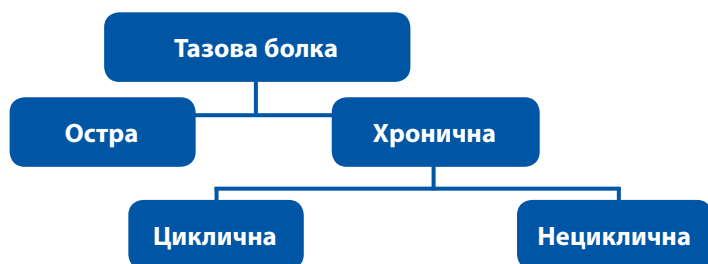 Тазова болка
Остра
Хронична
Циклична
Нециклична